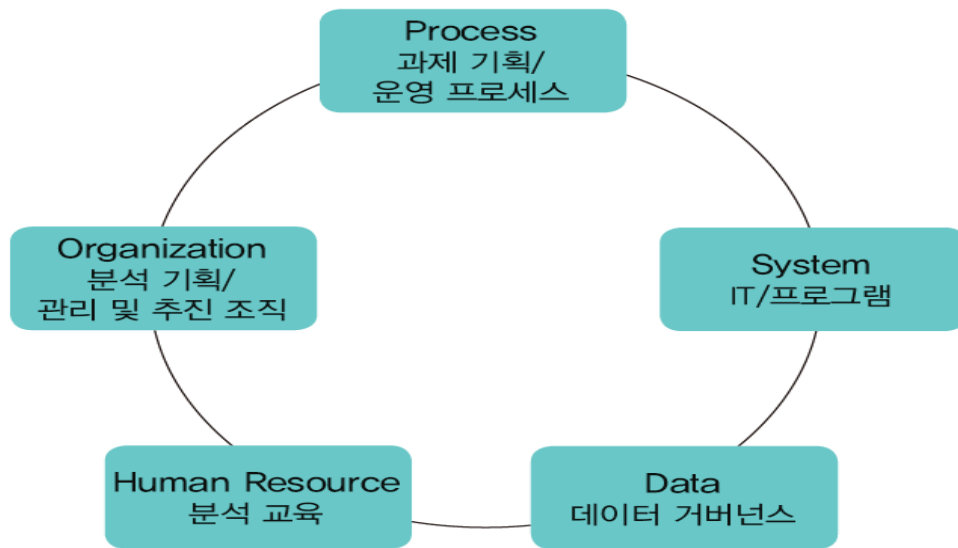 Process
과제 기획/
운영 프로세스
Organization
분석 기획/
관리 및 추진 조직
System
IT/프로그램
Human Resource
분석 교육
Data
데이터 거버넌스